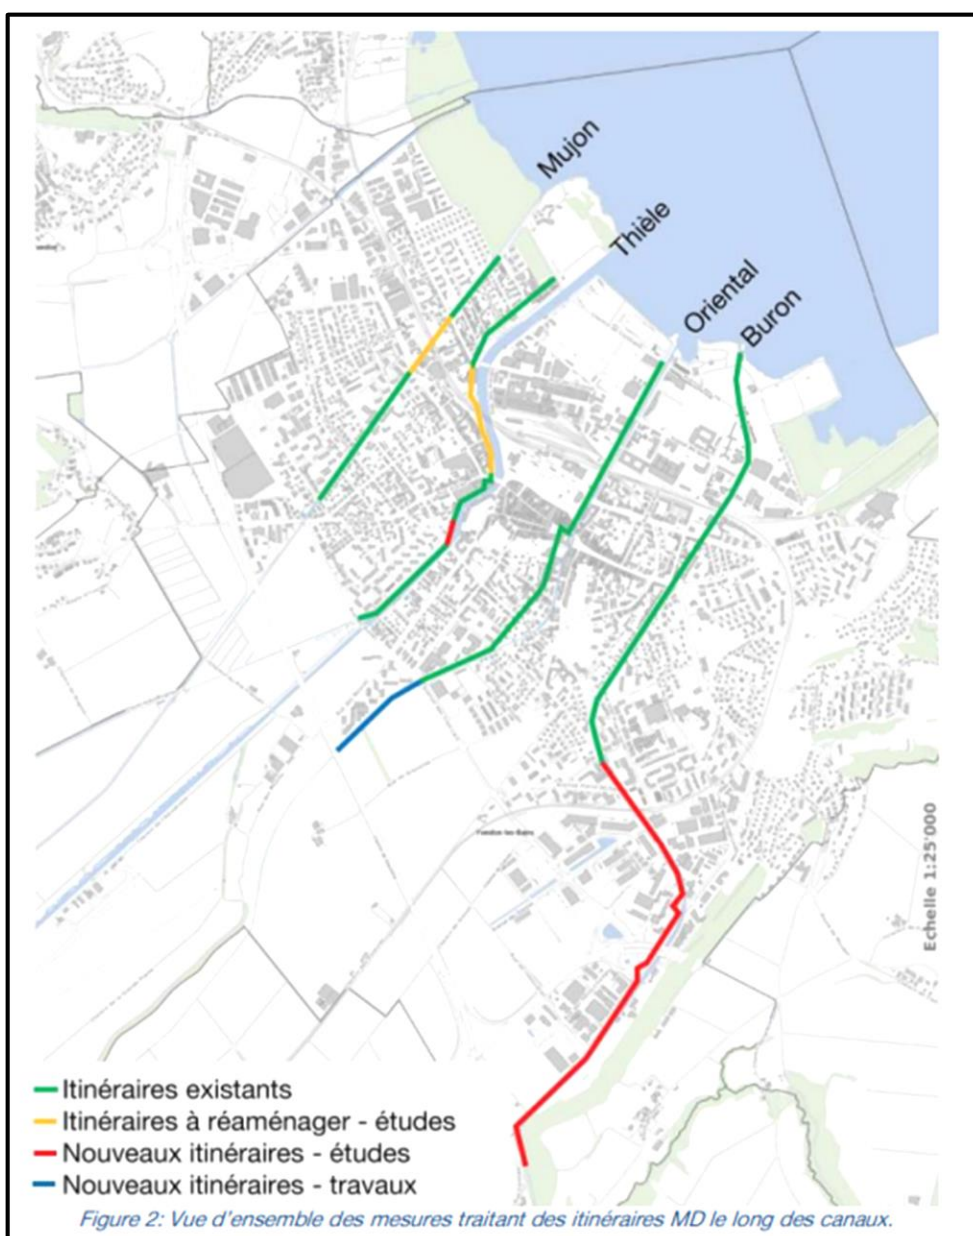 Mujon
Thièle
Oriental
Buron
Echelle 1:25'000
Itinéraires existants
Itinéraires à réaménager - études
Nouveaux itinéraires - études
Nouveaux itinéraires - travaux
Figure 2: Vue d'ensemble des mesures traitant des itinéraires MD le long des canaux.